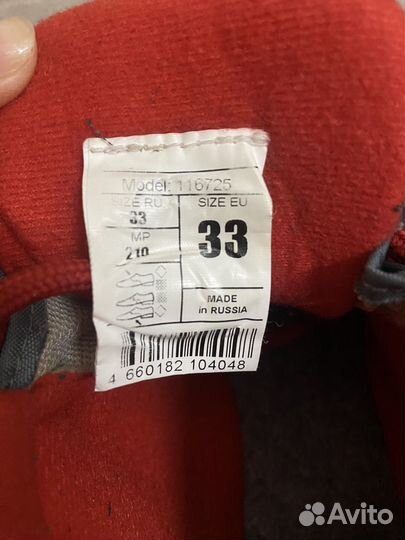 Model: 116725
SIZE RU
33
MP
210
SIZE EU
33
MADE
in RUSSIA
4 660182 104048
Avito